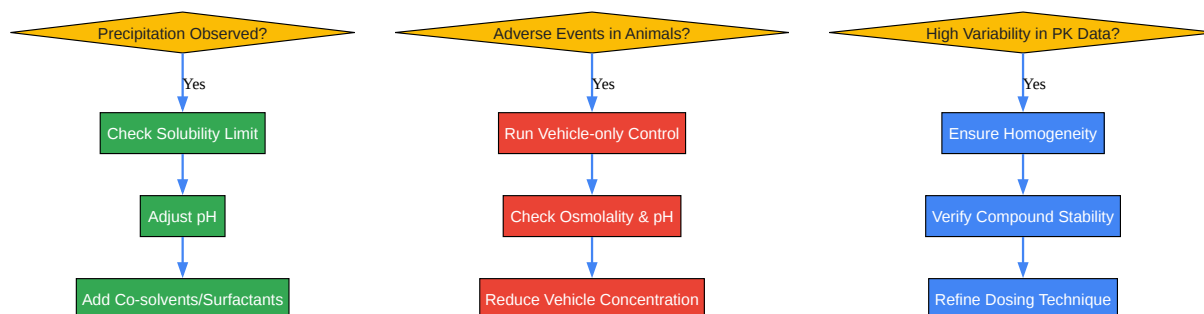 Precipitation Observed?
Adverse Events in Animals?
High Variability in PK Data?
Yes
Yes
Yes
Check Solubility Limit
Run Vehicle-only Control
Ensure Homogeneity
Adjust pH
Check Osmolality & pH
Verify Compound Stability
Add Co-solvents/Surfactants
Reduce Vehicle Concentration
Refine Dosing Technique